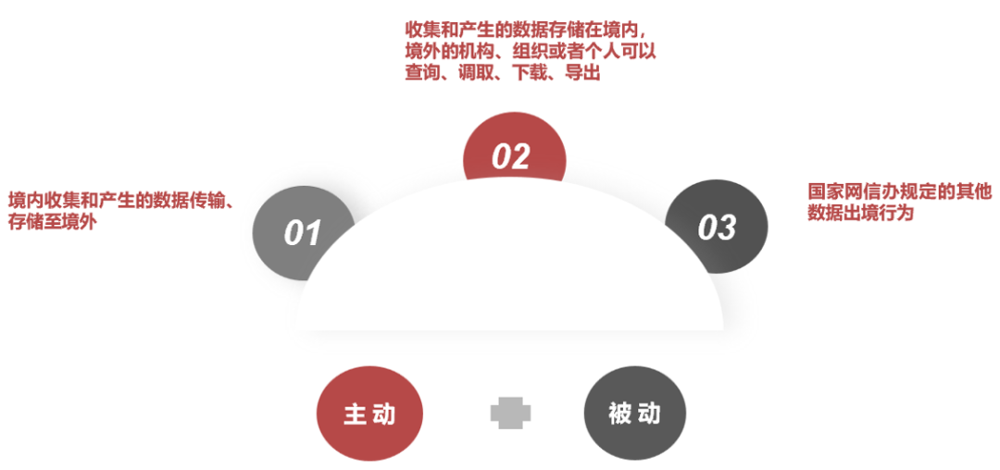 收集和产生的数据存储在境内，
境外的机构、组织或者个人可以
查询、调取、下载、导出
02
境内收集和产生的数据传输、
存储至境外
01
国家网信办规定的其他
数据出境行为
03
主动
被动